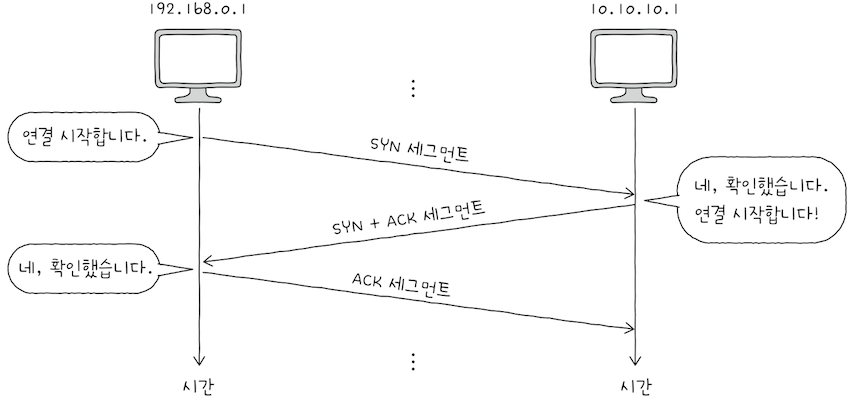 192.168.0.1
10.10.10.1
연결 시작합니다.
SYN 세그먼트
네, 확인했습니다.
연결 시작합니다!
SYN + ACK 세그먼트
네, 확인했습니다.
ACK 세그먼트
시간
시간